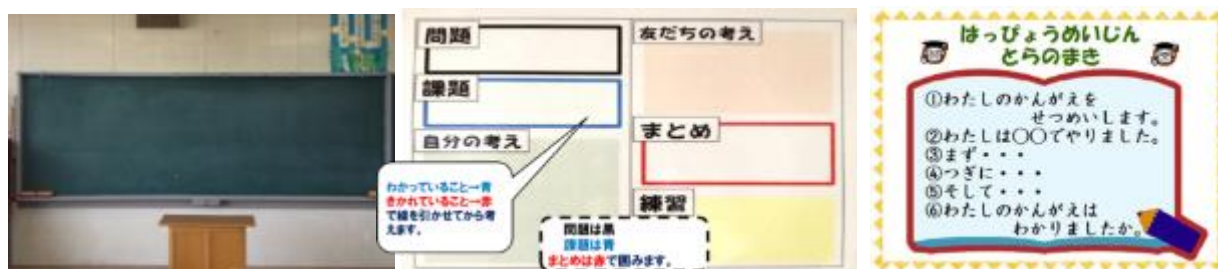 問題
課題
自分の考え
わかっていること→青
きかれていること→赤
で線を引かせてから考
えます。
友だちの考え
まとめ
練習
問題は黒
課題は青
まとめは赤で囲みます。
はっぴょうめいじん
とらのまき
①わたしのかんがえを
せつめいします。
②わたしは○○でやりました。
③まず・・・
④つぎに・・・
⑤そして・・・
⑥わたしのかんがえは
わかりましたか。